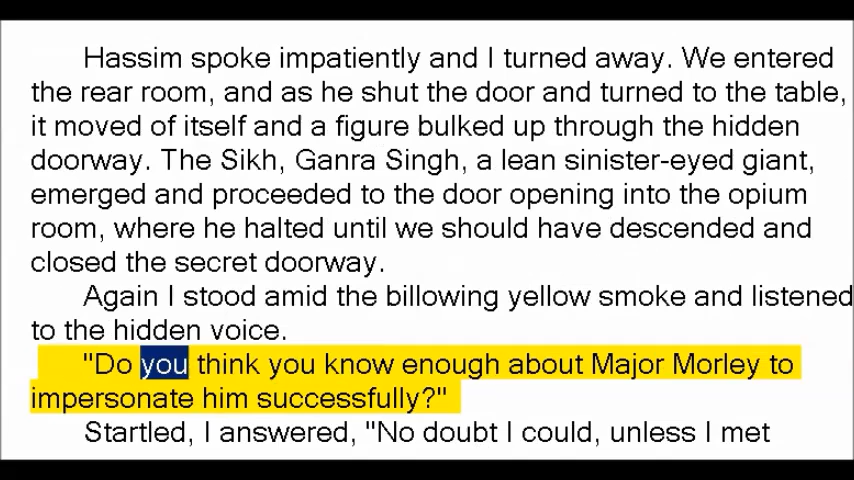 Hassim spoke impatiently and I turned away. We entered
the rear room, and as he shut the door and turned to the table,
it moved of itself and a figure bulked up through the hidden
doorway. The Sikh, Ganra Singh, a lean sinister-eyed giant,
emerged and proceeded to the door opening into the opium
room, where he halted until we should have descended and
closed the secret doorway.
Again I stood amid the billowing yellow smoke and listened
to the hidden voice.
"Do you think you know enough about Major Morley to
impersonate him successfully?"
Startled, I answered, "No doubt I could, unless I met